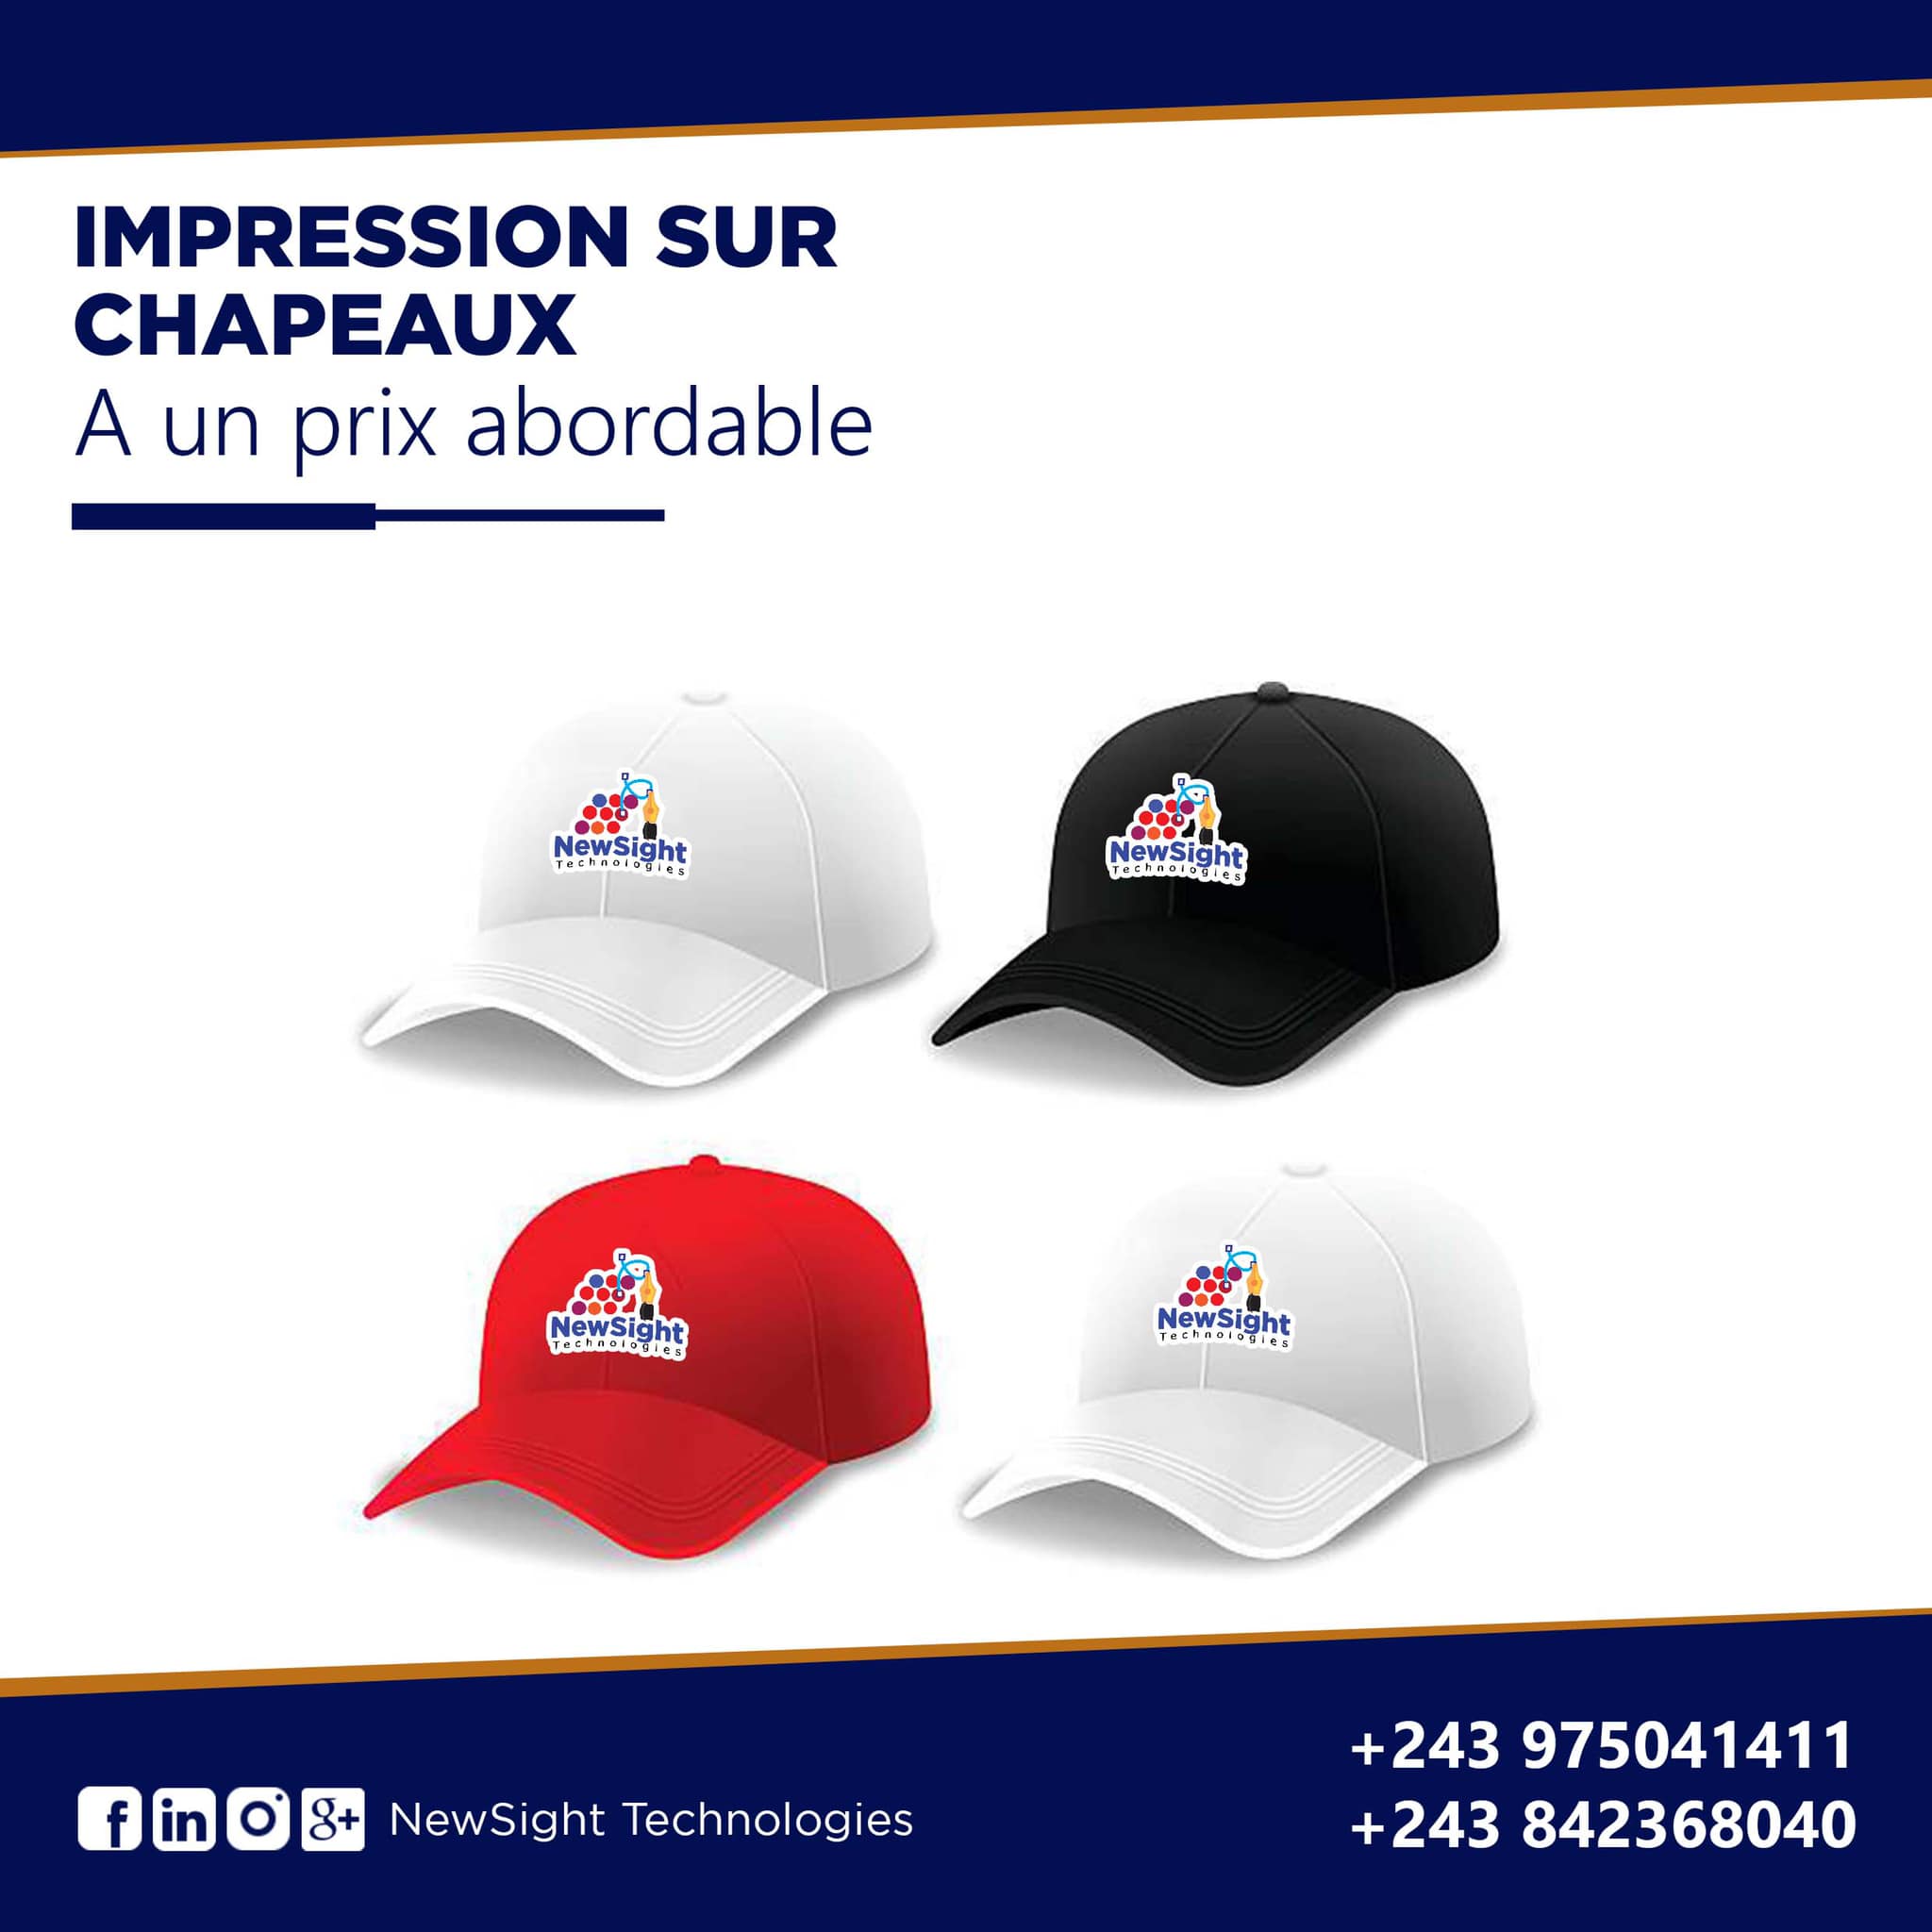 IMPRESSION SUR
CHAPEAUX
A un prix abordable
NewSight
Technologies
NewSight
Technologies
NewSight
Technologies
NewSight
Technologies
+243 975041411
+243 842368040
f in g+ NewSight Technologies